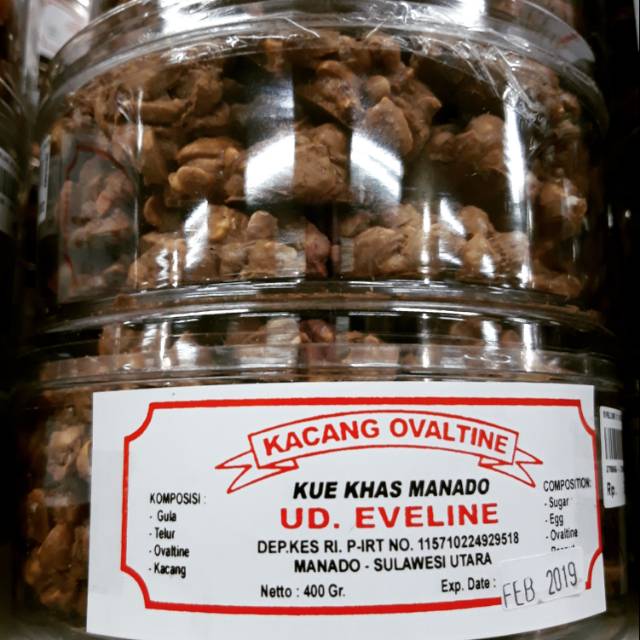 KACANG OVALTINE
KUE KHAS MANADO
UD. EVELINE
DEP.KES RI. P-IRT NO. 115710224929518
MANADO - SULAWESI UTARA
Netto : 400 Gr.
Exp. Date :
FEB 2019
KOMPOSISI :
- Gula
- Telur
- Ovaltine
- Kacang
COMPOSITION:
- Sugar
- Egg
- Ovaltine
Rp.